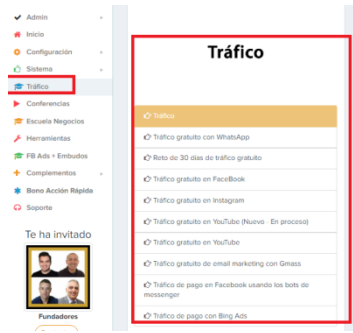 Admin
Inicio
Configuración
Sistema
Tráfico
Conferencias
Escuela Negocios
Herramientas
FB Ads + Embudos
Complementos
Bono Acción Rápida
Soporte
Te ha invitado
Fundadores
Tráfico
Tráfico
Tráfico gratuito con WhatsApp
Reto de 30 días de tráfico gratuito
Tráfico gratuito en FaceBook
Tráfico gratuito en Instagram
Tráfico gratuito en YouTube (Nuevo - En proceso)
Tráfico gratuito en YouTube
Tráfico gratuito de email marketing con Gmass
Tráfico de pago en Facebook usando los bots de
messenger
Tráfico de pago con Bing Ads